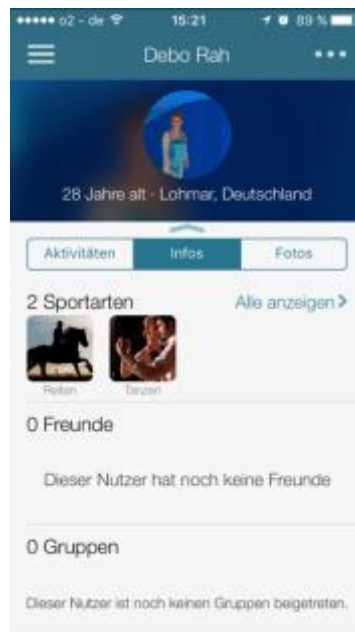 o2 - de 15:21 89 %
Debo Rah
28 Jahre alt - Lohmar, Deutschland
Aktivitäten Infos Fotos
2 Sportarten Alle anzeigen
Reiten Tanzen
0 Freunde
Dieser Nutzer hat noch keine Freunde
0 Gruppen
Dieser Nutzer ist noch keinen Gruppen beigetreten.